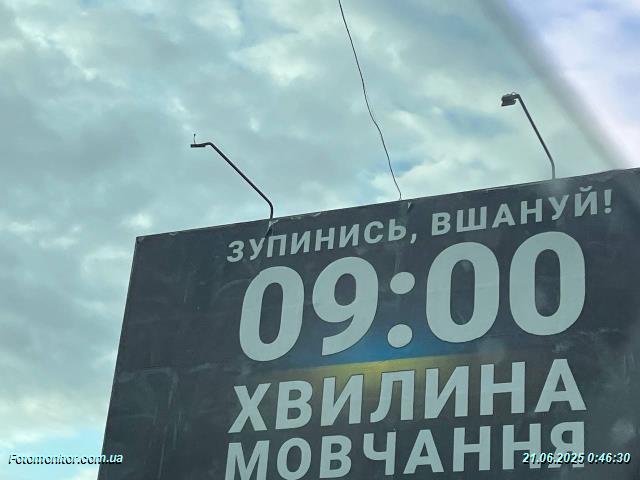 ЗУПИНИСЬ, ВШАНУЙ!
09:00
ХВИЛИНА
МОВЧАННЯ
Fotomonitor.com.ua
21.06.2025 0:46:30